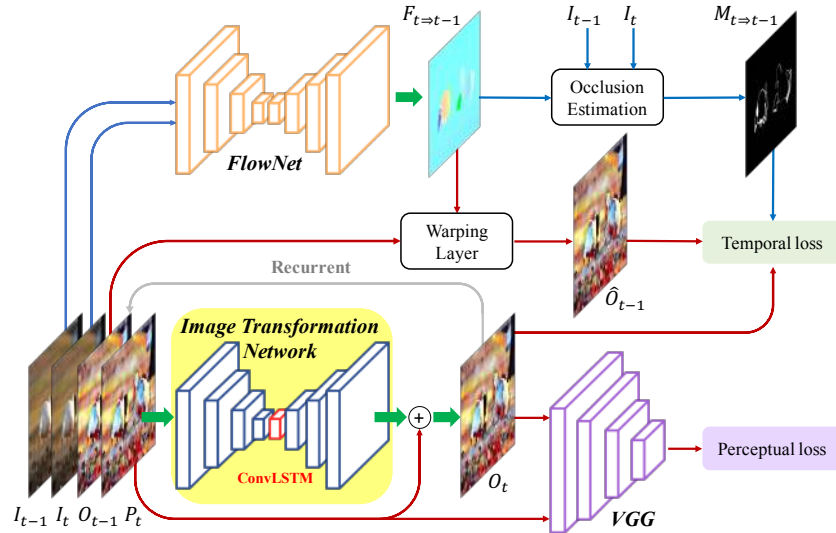 F_{t⇒t−1}
I_{t−1}
I_t
M_{t⇒t−1}
Occlusion
Estimation
FlowNet
Warping
Layer
Temporal loss
Ô_{t−1}
Recurrent
Image Transformation
Network
+
ConvLSTM
Perceptual loss
I_{t−1} I_t O_{t−1} P_t
O_t
VGG